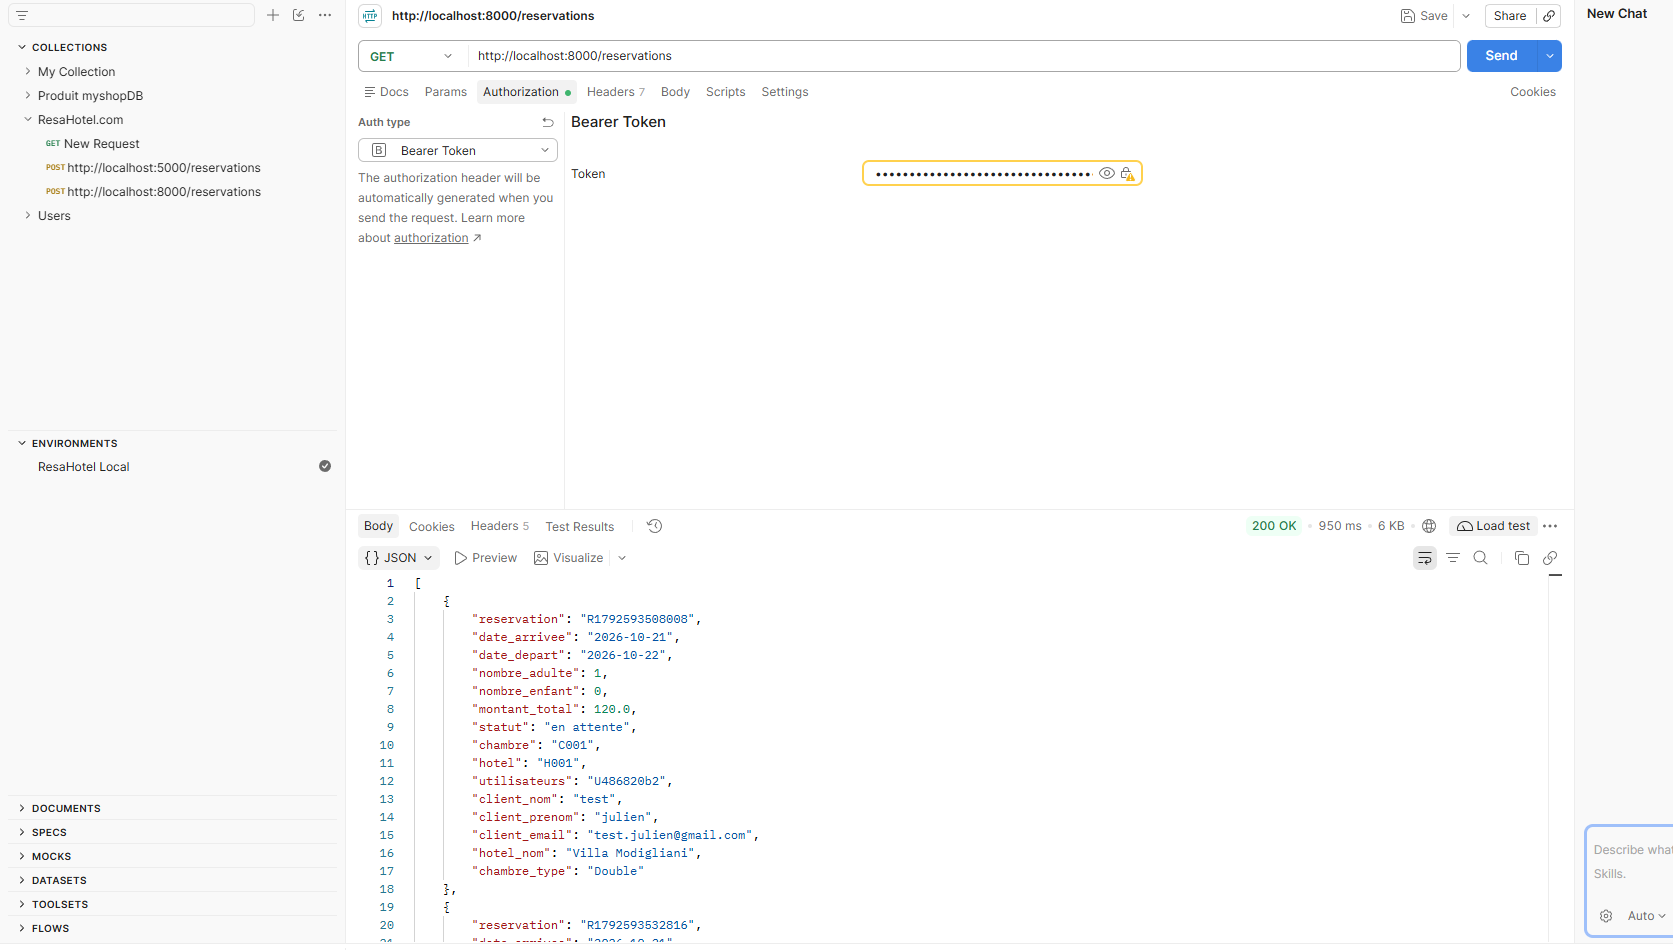 COLLECTIONS
My Collection
Produit myshopDB
ResaHotel.com
GET New Request
POST http://localhost:5000/reservations
POST http://localhost:8000/reservations
Users
ENVIRONMENTS
ResaHotel Local
DOCUMENTS
SPECS
MOCKS
DATASETS
TOOLSETS
FLOWS
HTTP http://localhost:8000/reservations
Save
Share
GET http://localhost:8000/reservations
Send
Docs Params Authorization Headers 7 Body Scripts Settings
Cookies
Auth type
B Bearer Token
The authorization header will be
automatically generated when you
send the request. Learn more
about authorization ↗
Bearer Token
Token ••••••••••••••••••••••••••••••••
Body Cookies Headers 5 Test Results
200 OK • 950 ms • 6 KB
Load test
{} JSON Preview Visualize
1 [
2 {
3 "reservation": "R1792593508008",
4 "date_arrivee": "2026-10-21",
5 "date_depart": "2026-10-22",
6 "nombre_adulte": 1,
7 "nombre_enfant": 0,
8 "montant_total": 120.0,
9 "statut": "en attente",
10 "chambre": "C001",
11 "hotel": "H001",
12 "utilisateurs": "U486820b2",
13 "client_nom": "test",
14 "client_prenom": "julien",
15 "client_email": "test.julien@gmail.com",
16 "hotel_nom": "Villa Modigliani",
17 "chambre_type": "Double"
18 },
19 {
20 "reservation": "R1792593532816",
New Chat
Describe what
Skills.
Auto